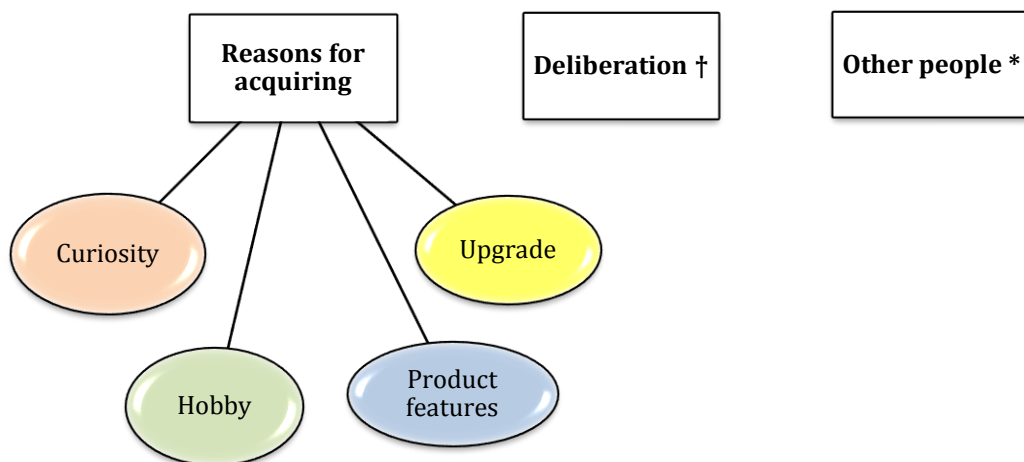 Reasons for
acquiring
Deliberation †
Other people *
Curiosity
Upgrade
Hobby
Product
features